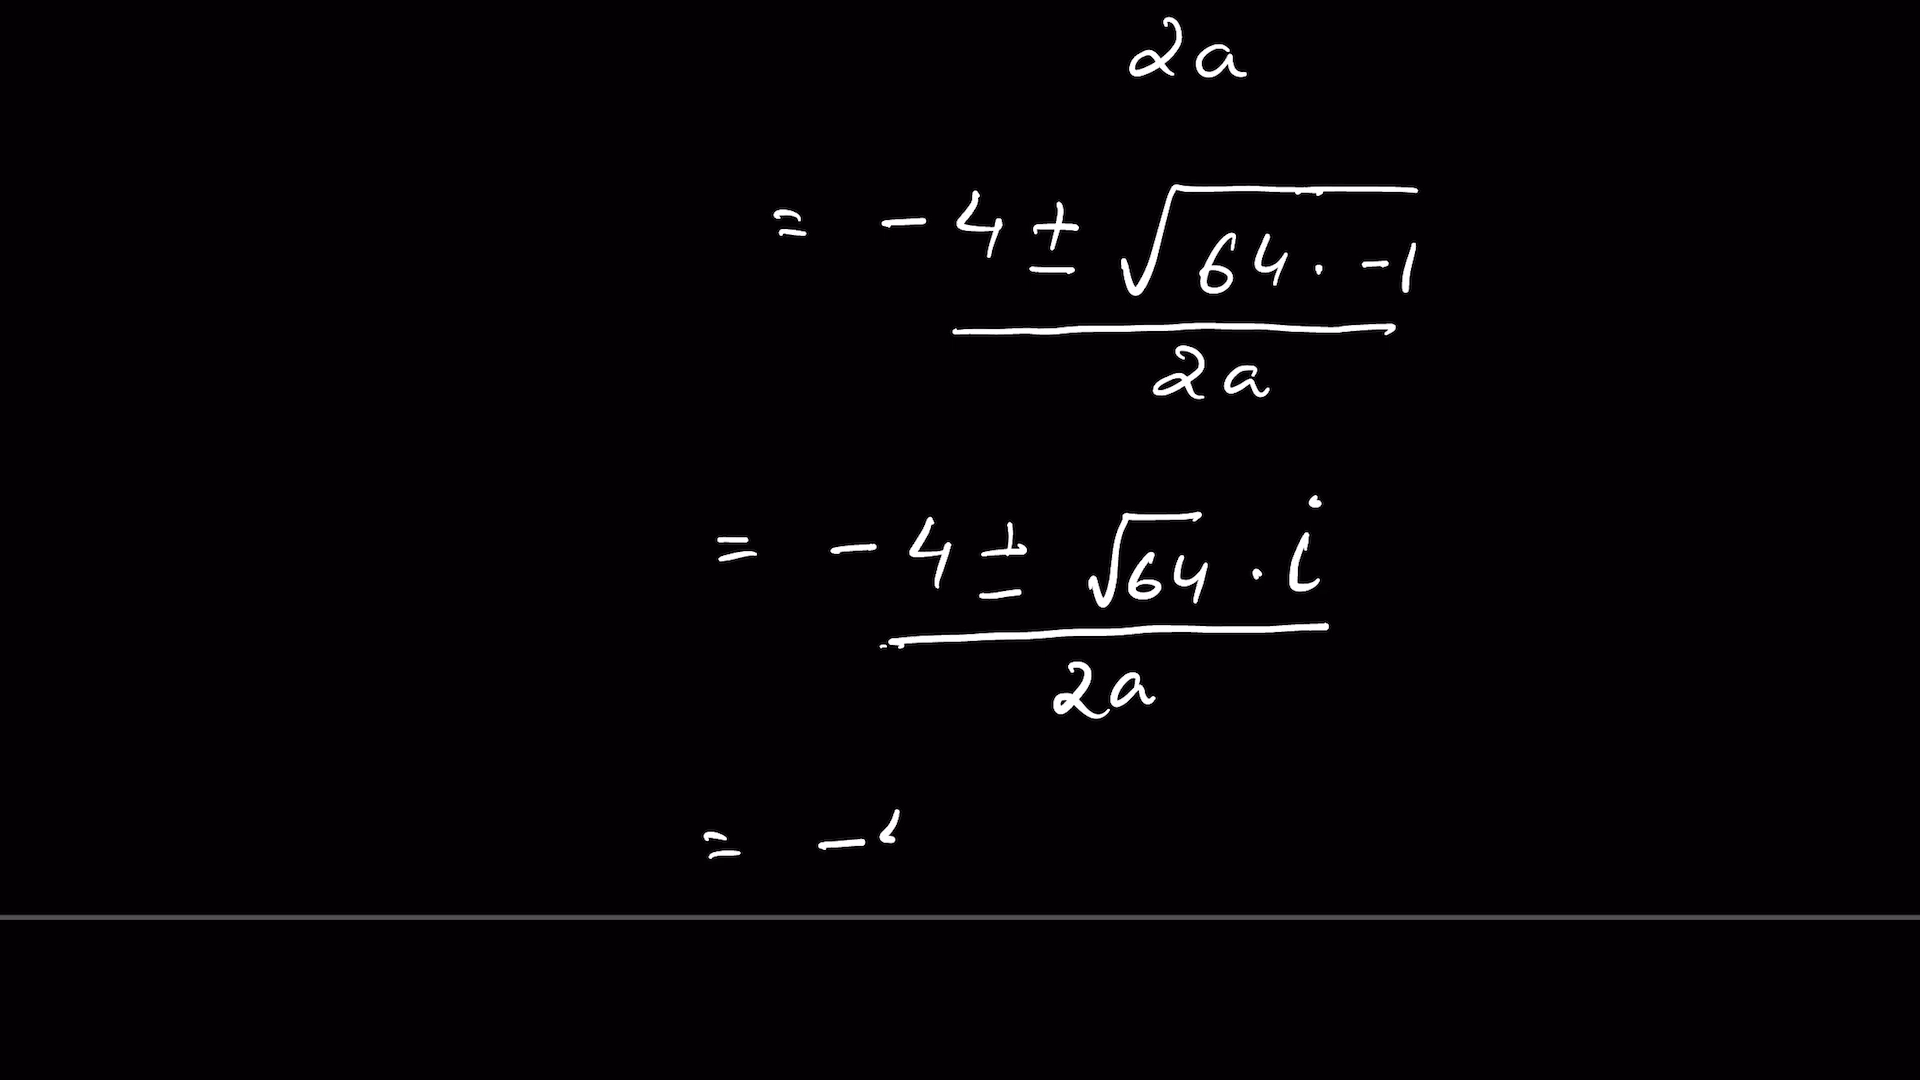 2a
= -4 ± √64 · -1
2a
= -4 ± √64 · i
2a
= -